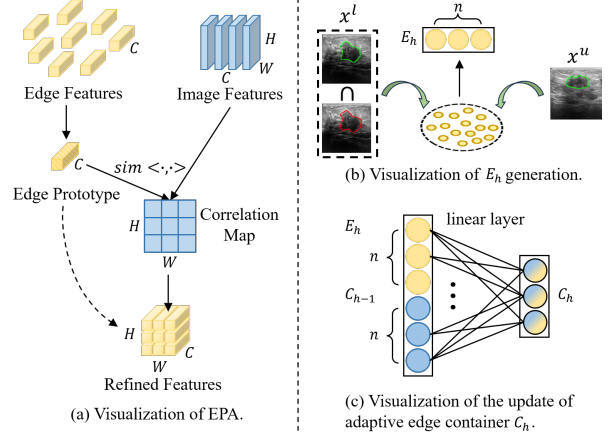 C
Edge Features
H
C
W
Image Features
C
sim <·,·>
Edge Prototype
H
W
Correlation
Map
H
W
C
Refined Features
(a) Visualization of EPA.
x^l
∩
n
E_h
x^u
(b) Visualization of E_h generation.
E_h
linear layer
n
C_{h-1}
n
C_h
(c) Visualization of the update of
adaptive edge container C_h.